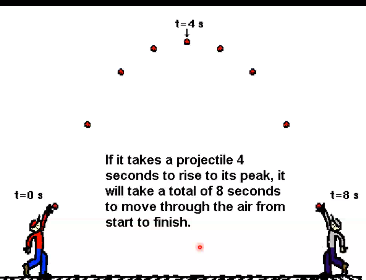 t=4 s
If it takes a projectile 4
seconds to rise to its peak, it
will take a total of 8 seconds
to move through the air from
start to finish.
t=0 s
t=8 s